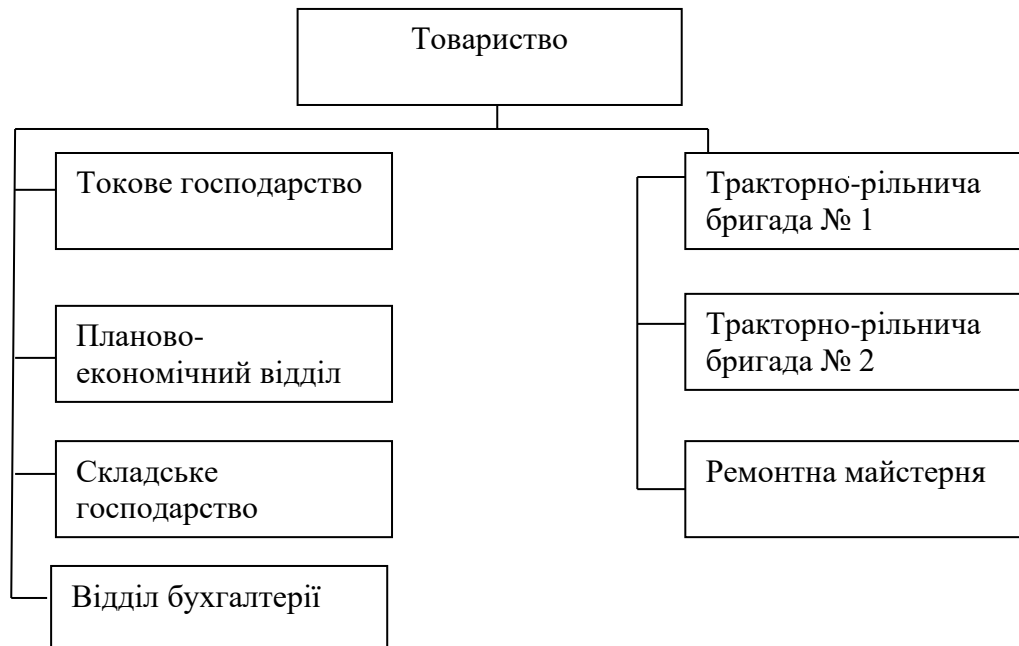 Товариство
Токове господарство
Планово-
економічний відділ
Складське
господарство
Відділ бухгалтерії
Тракторно-рільнича
бригада № 1
Тракторно-рільнича
бригада № 2
Ремонтна майстерня